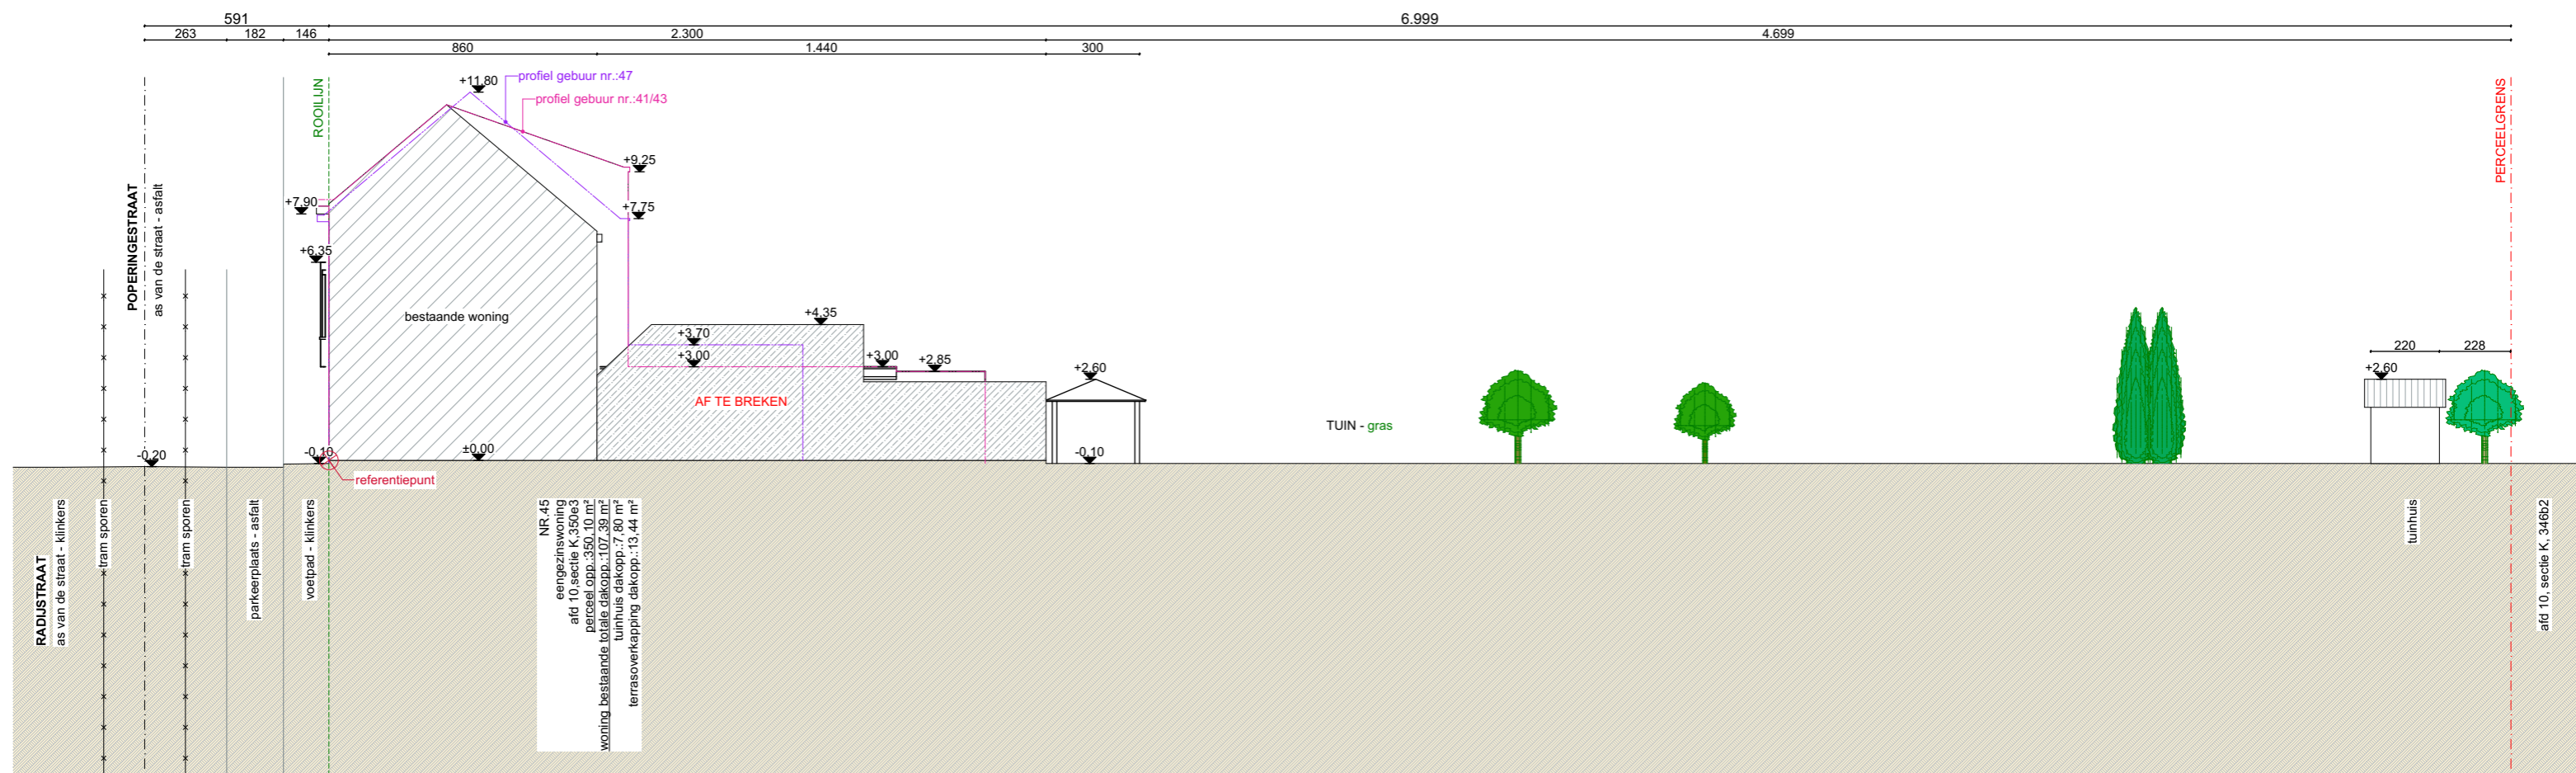 591
6.999
263
182
146
2.300
4.699
860
1.440
300
+11,80
profiel gebuur nr.:47
profiel gebuur nr.:41/43
ROOILIJN
PERCEELGRENS
+9,25
+7,90
+7,75
POPERINGESTRAAT
as van de straat - asfalt
+6,35
bestaande woning
+4,35
+3,70
+3,00
+3,00
+2,85
+2,60
220
228
+2,60
AF TE BREKEN
TUIN - gras
-0,20
-0,10
±0,00
-0,10
referentiepunt
RADIJSTRAAT
as van de straat - klinkers
tram sporen
tram sporen
parkeerplaats - asfalt
voetpad - klinkers
NR.45
eengezinswoning
afd 10,sectie K,350e3
perceel opp.:350,10 m²
woning bestaande totale dakopp.:107,39 m²
tuinhuis dakopp.:7,80 m²
terrasoverkapping dakopp.:13,44 m²
tuinhuis
afd 10, sectie K, 346b2